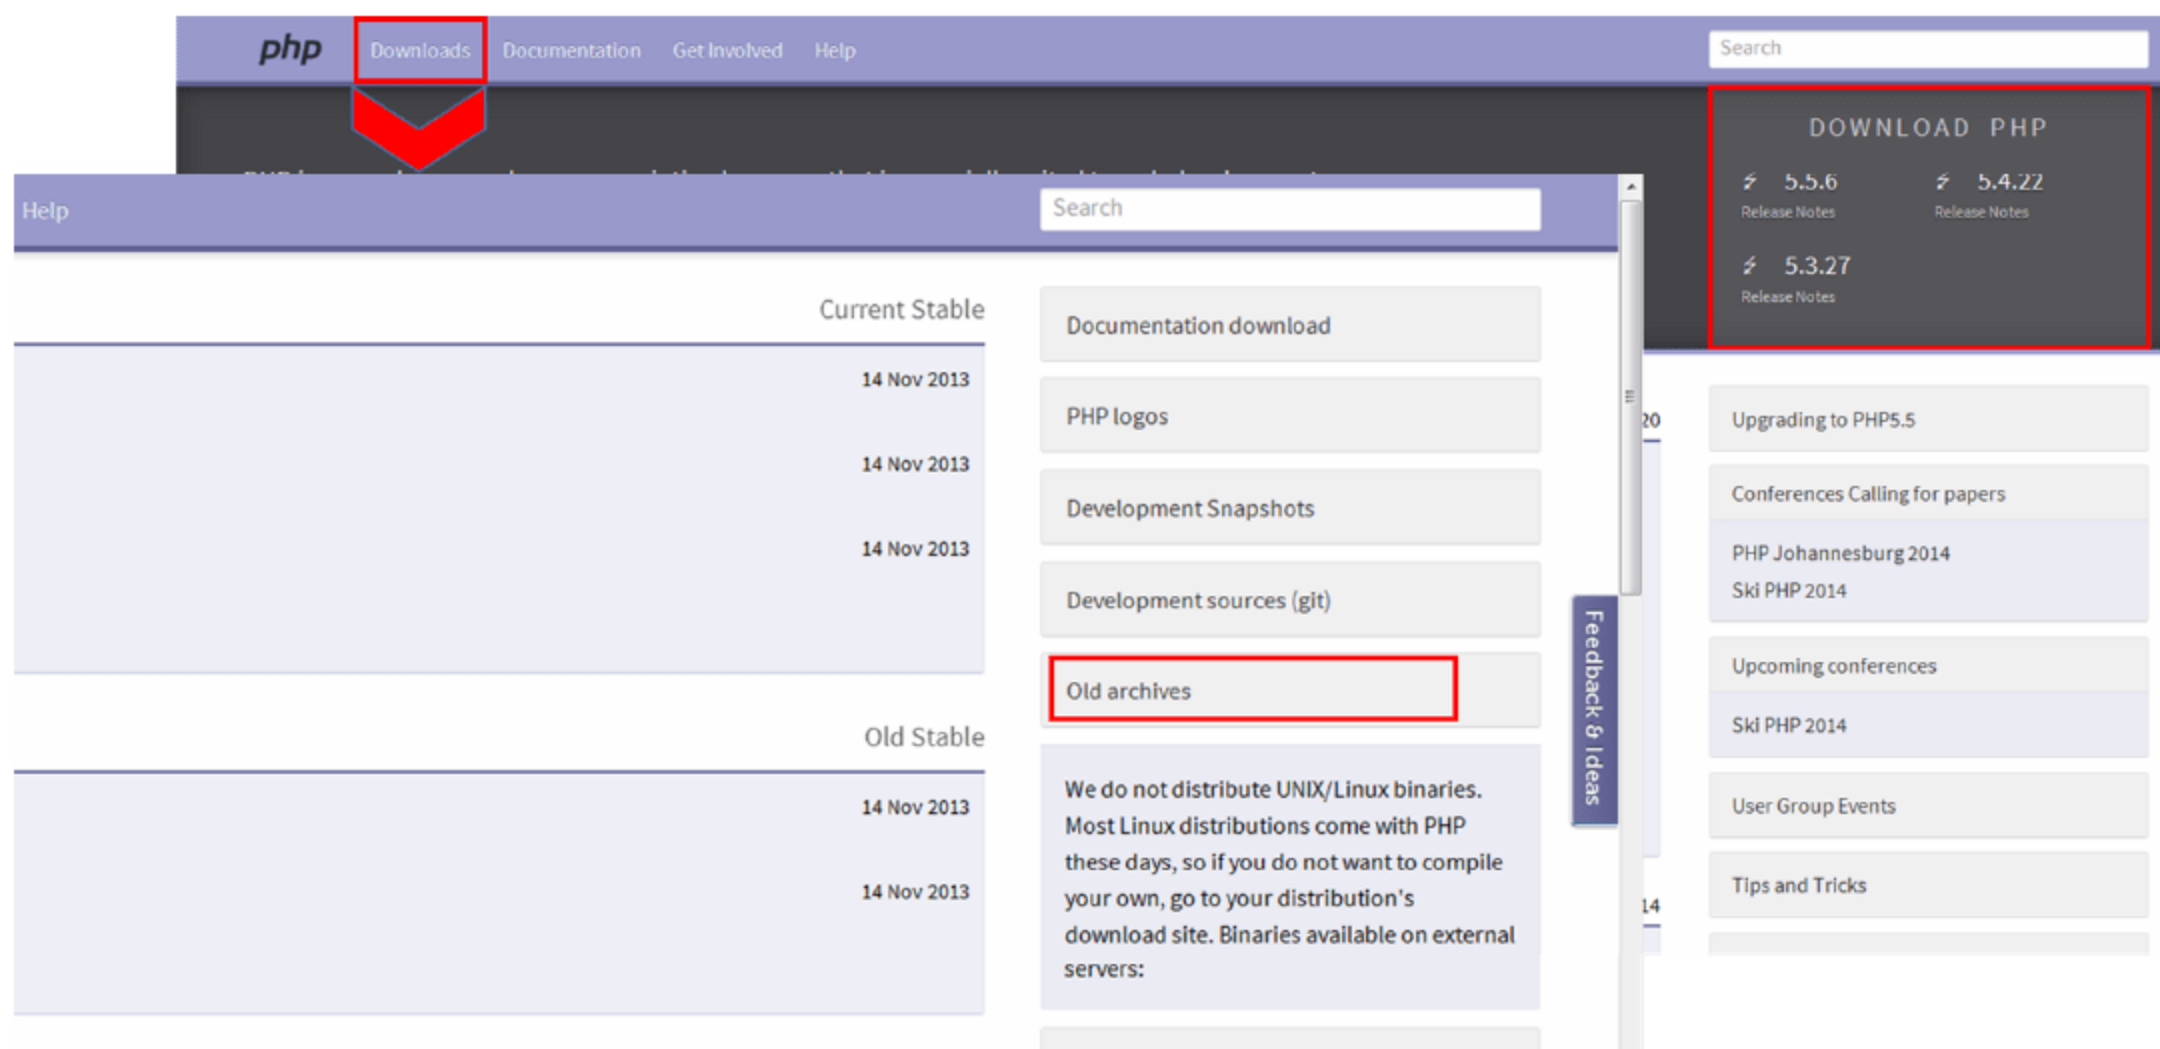 php Downloads Documentation Get Involved Help Search
DOWNLOAD PHP
5.5.6 5.4.22
Release Notes Release Notes
5.3.27
Release Notes
Help Search
Current Stable
14 Nov 2013
14 Nov 2013
14 Nov 2013
Old Stable
14 Nov 2013
14 Nov 2013
Documentation download
PHP logos
Development Snapshots
Development sources (git)
Old archives
We do not distribute UNIX/Linux binaries.
Most Linux distributions come with PHP
these days, so if you do not want to compile
your own, go to your distribution's
download site. Binaries available on external
servers:
Feedback & Ideas
20
14
Upgrading to PHP5.5
Conferences Calling for papers
PHP Johannesburg 2014
Ski PHP 2014
Upcoming conferences
Ski PHP 2014
User Group Events
Tips and Tricks